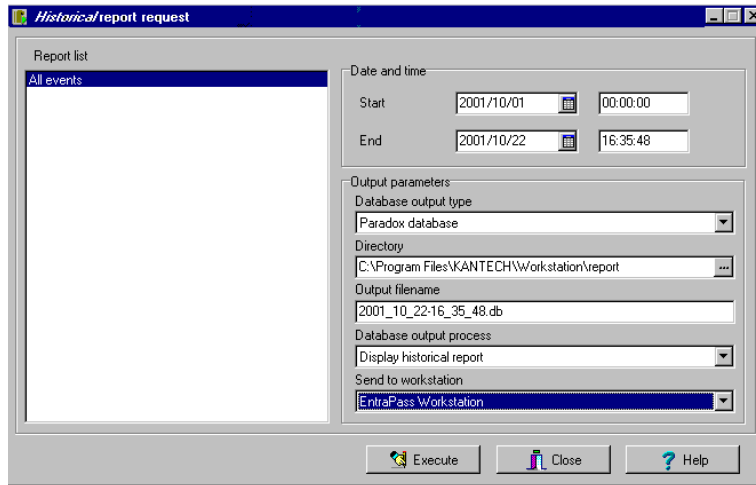 Historical report request
Report list
All events
Date and time
Start 2001/10/01 00:00:00
End 2001/10/22 16:35:48
Output parameters
Database output type
Paradox database
Directory
C:\Program Files\KANTECH\Workstation\report
...
Output filename
2001_10_22-16_35_48.db
Database output process
Display historical report
Send to workstation
EntraPass Workstation
Execute Close ? Help